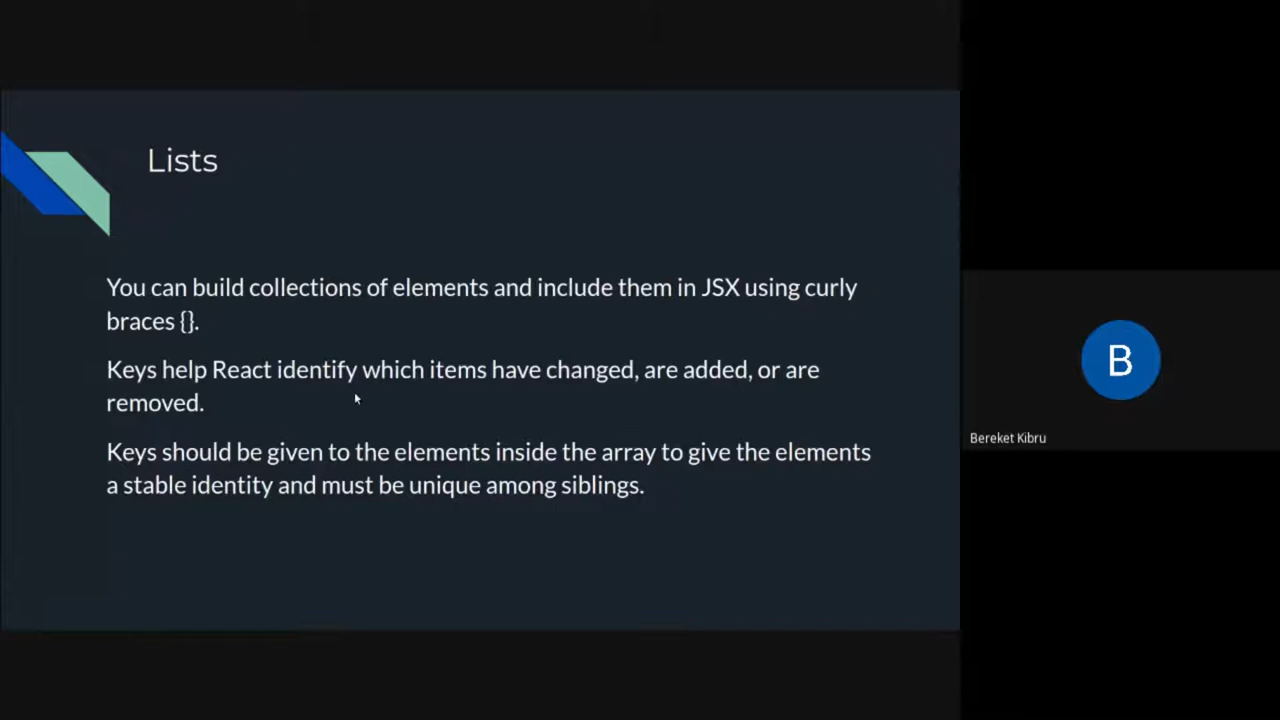 Lists
You can build collections of elements and include them in JSX using curly
braces {}.
Keys help React identify which items have changed, are added, or are
removed.
Keys should be given to the elements inside the array to give the elements
a stable identity and must be unique among siblings.
B
Bereket Kibru